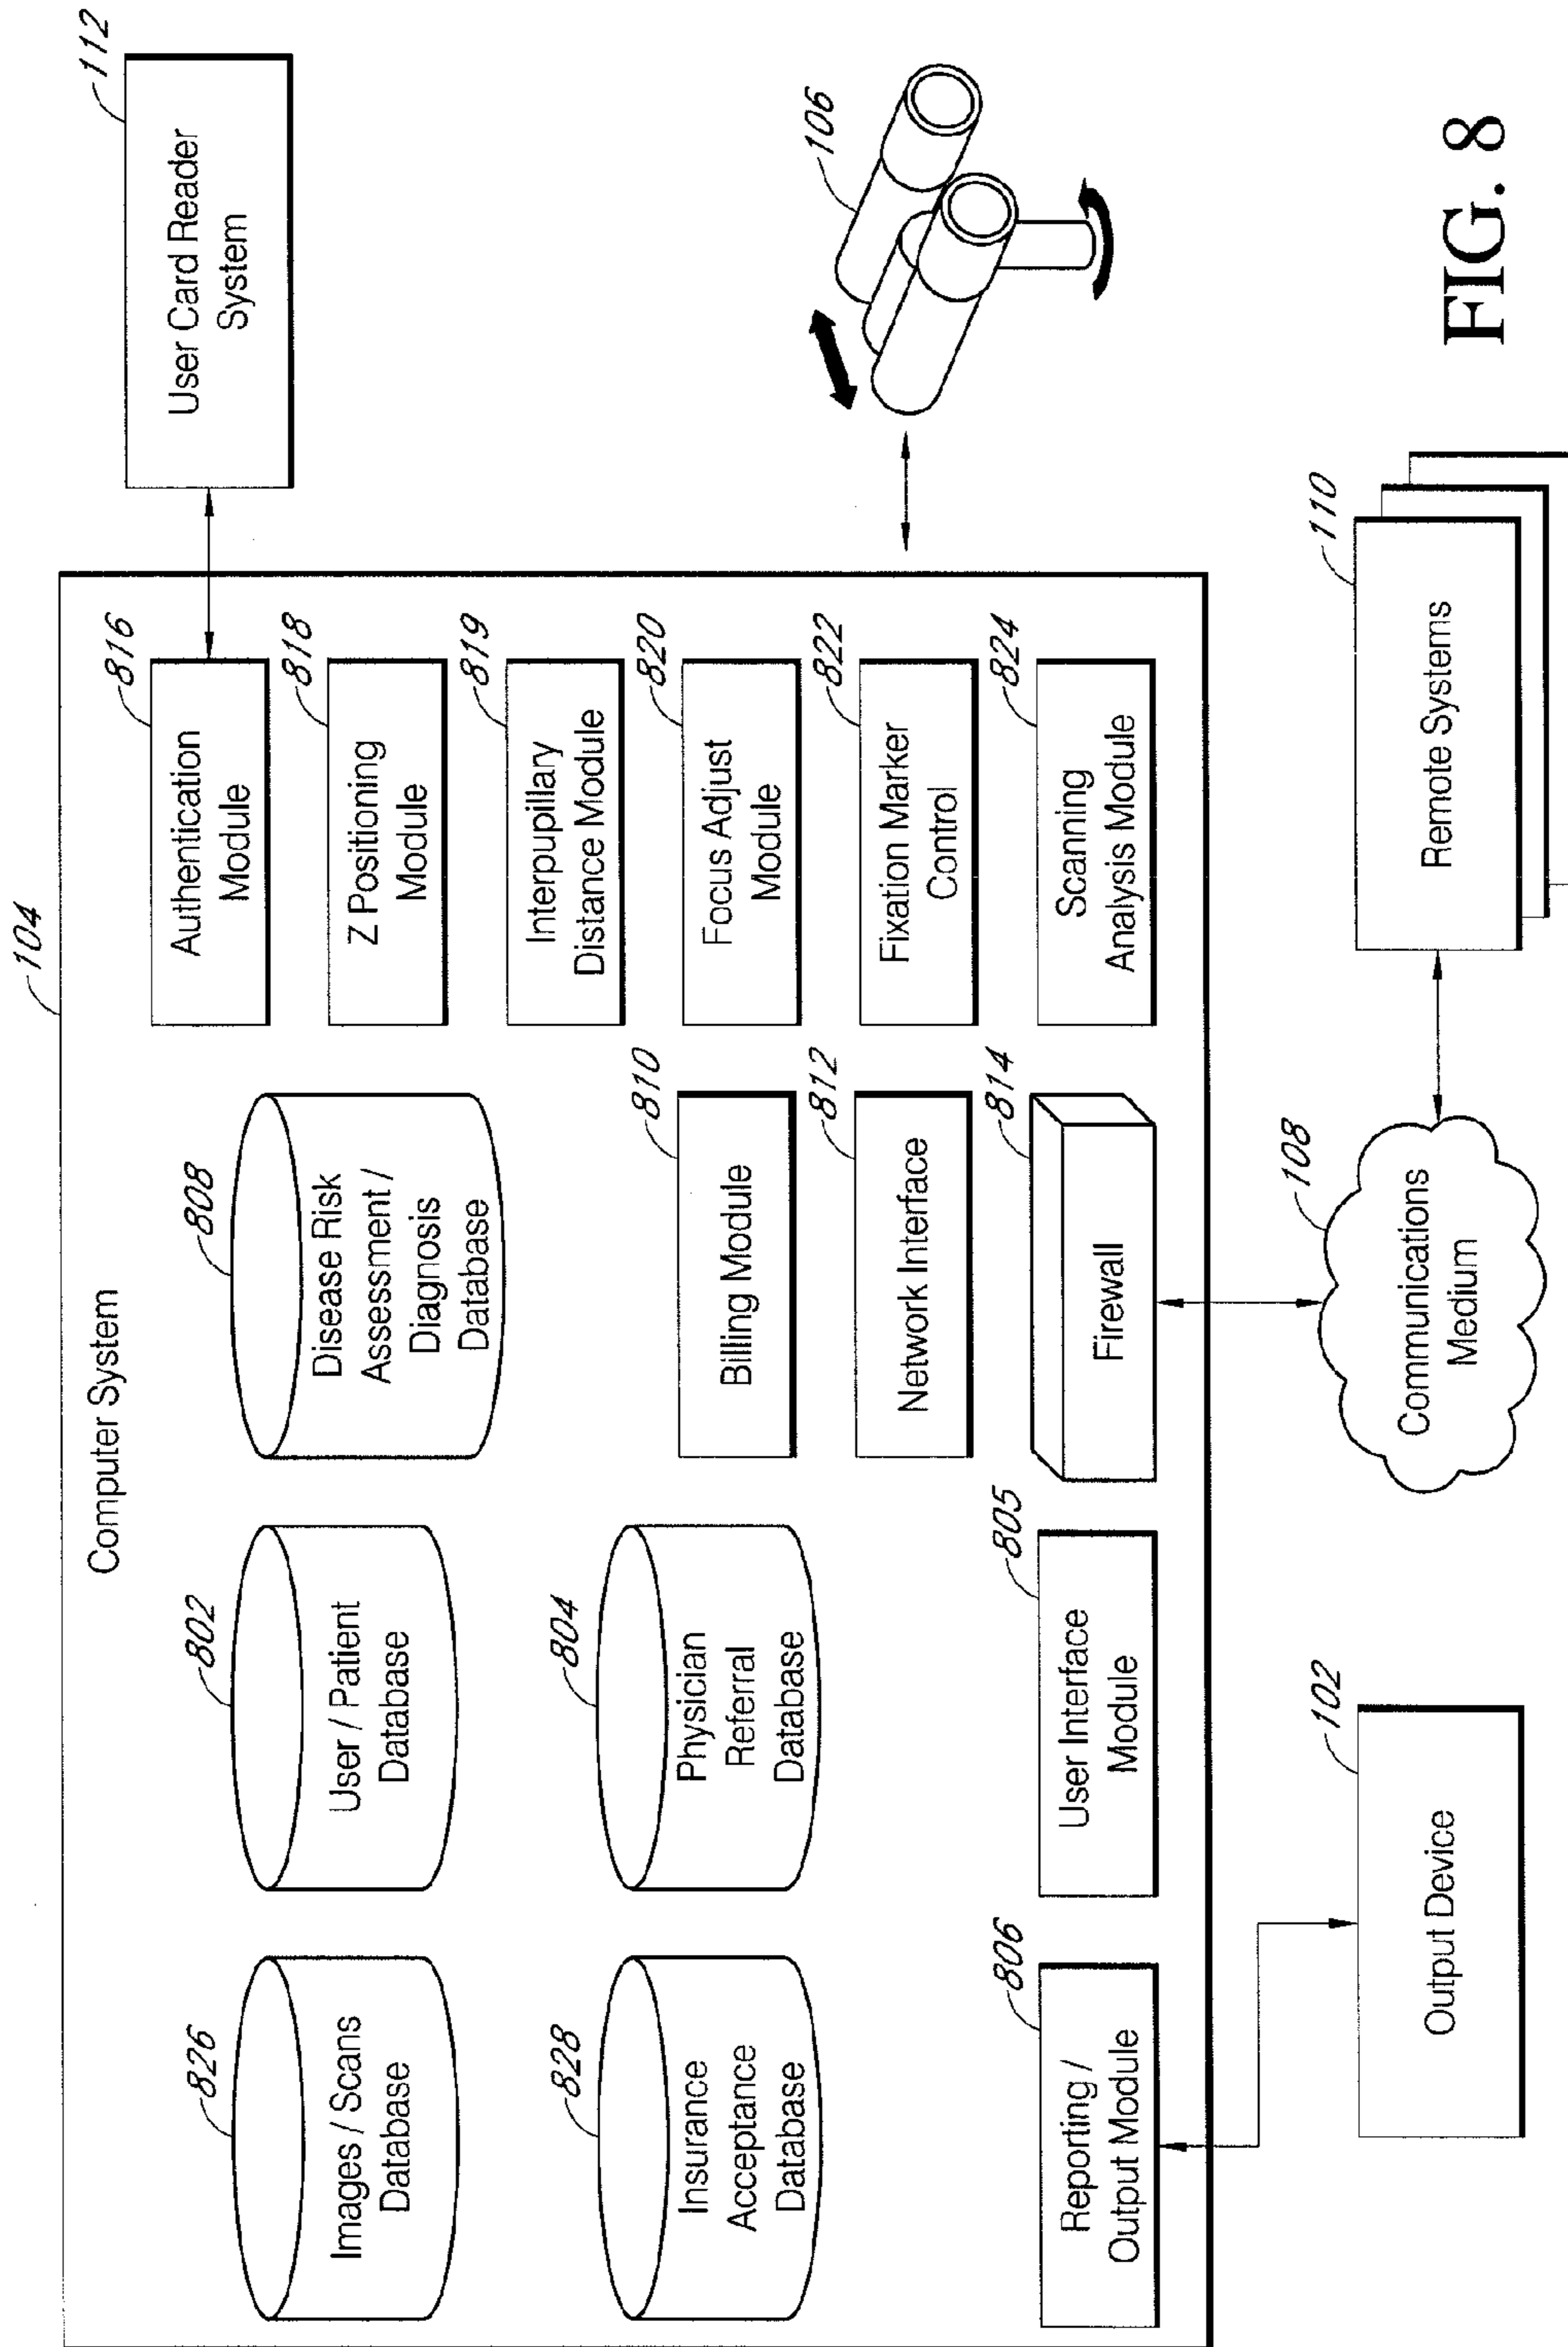 104
Computer System
826
Images / Scans
Database
802
User / Patient
Database
808
Disease Risk
Assessment /
Diagnosis
Database
816
Authentication
Module
112
User Card Reader
System
818
Z Positioning
Module
828
Insurance
Acceptance
Database
804
Physician
Referral
Database
819
Interpupillary
Distance Module
810
Billing Module
820
Focus Adjust
Module
106
812
Network Interface
822
Fixation Marker
Control
806
Reporting /
Output Module
805
User Interface
Module
814
Firewall
824
Scanning
Analysis Module
102
Output Device
108
Communications
Medium
110
Remote Systems
FIG. 8